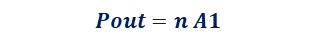 Pout = n A1